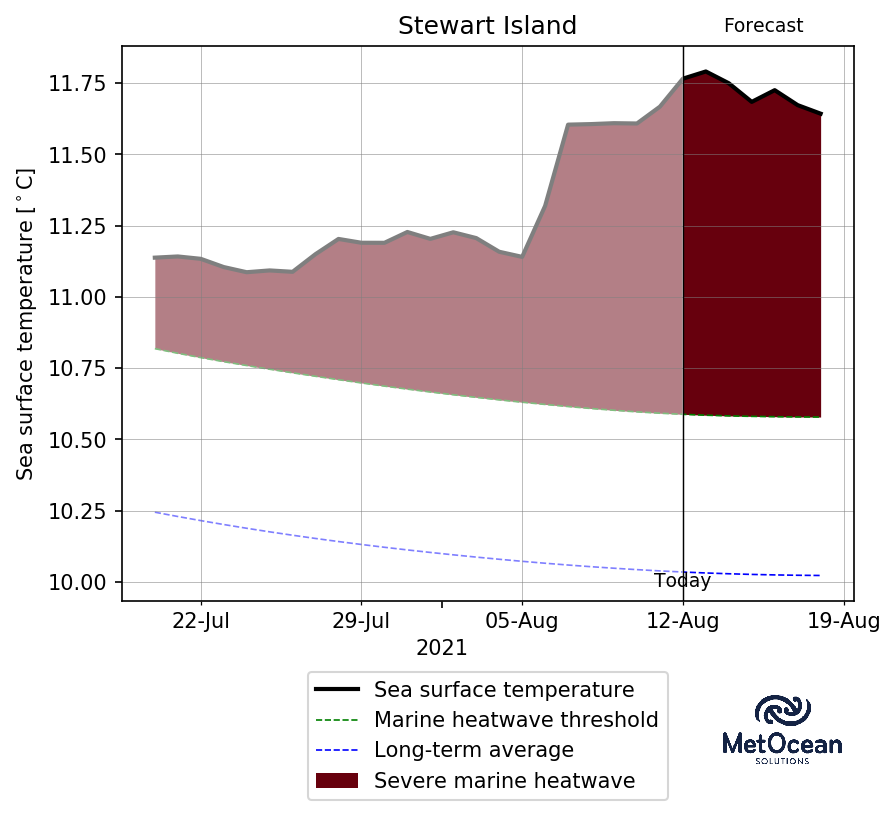 Stewart Island
Forecast
Sea surface temperature [°C]
11.75
11.50
11.25
11.00
10.75
10.50
10.25
10.00
Today
22-Jul
29-Jul
05-Aug
12-Aug
19-Aug
2021
Sea surface temperature
Marine heatwave threshold
Long-term average
Severe marine heatwave
MetOcean
SOLUTIONS